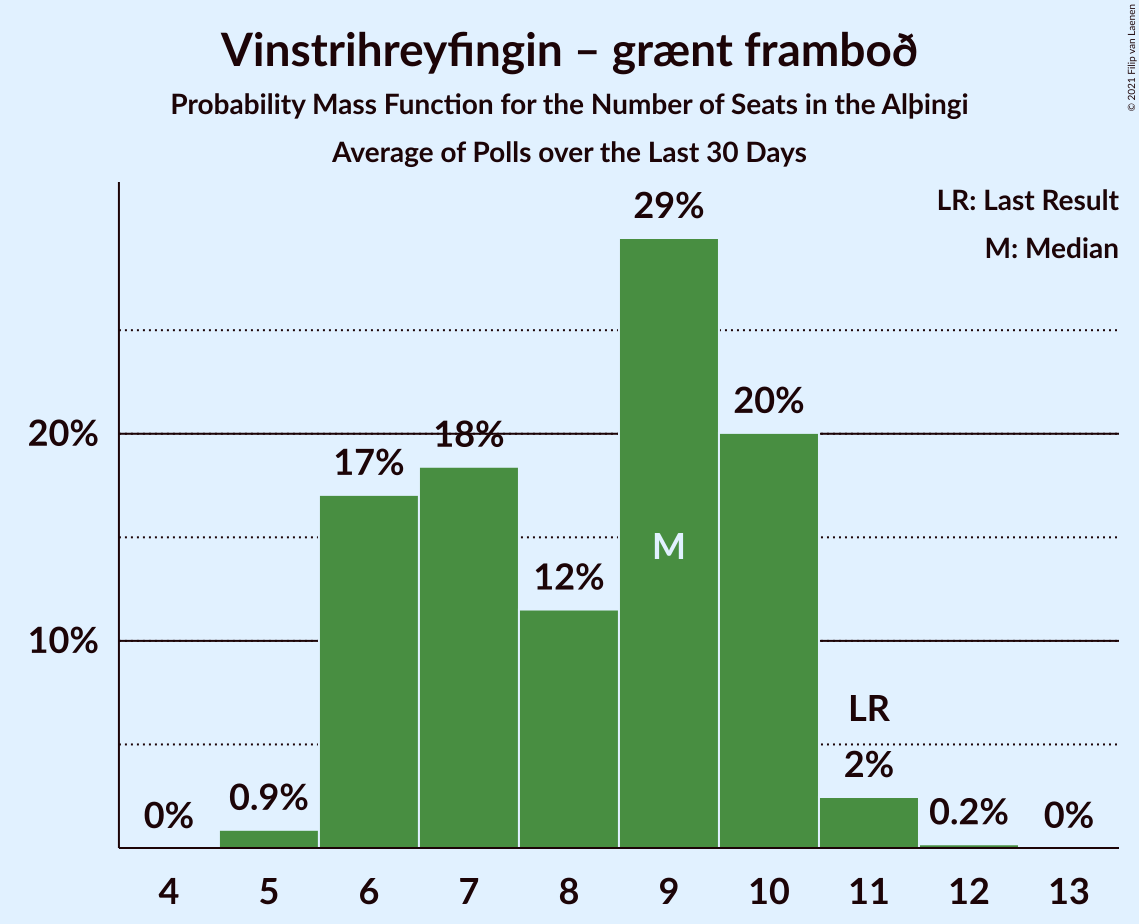 Vinstrihreyfingin – grænt framboð
Probability Mass Function for the Number of Seats in the Alþingi
Average of Polls over the Last 30 Days
© 2021 Filip van Laenen
LR: Last Result
M: Median
29%
20%
20%
18%
17%
M
12%
10%
LR
2%
0.9%
0.2%
0%
0%
4 5 6 7 8 9 10 11 12 13